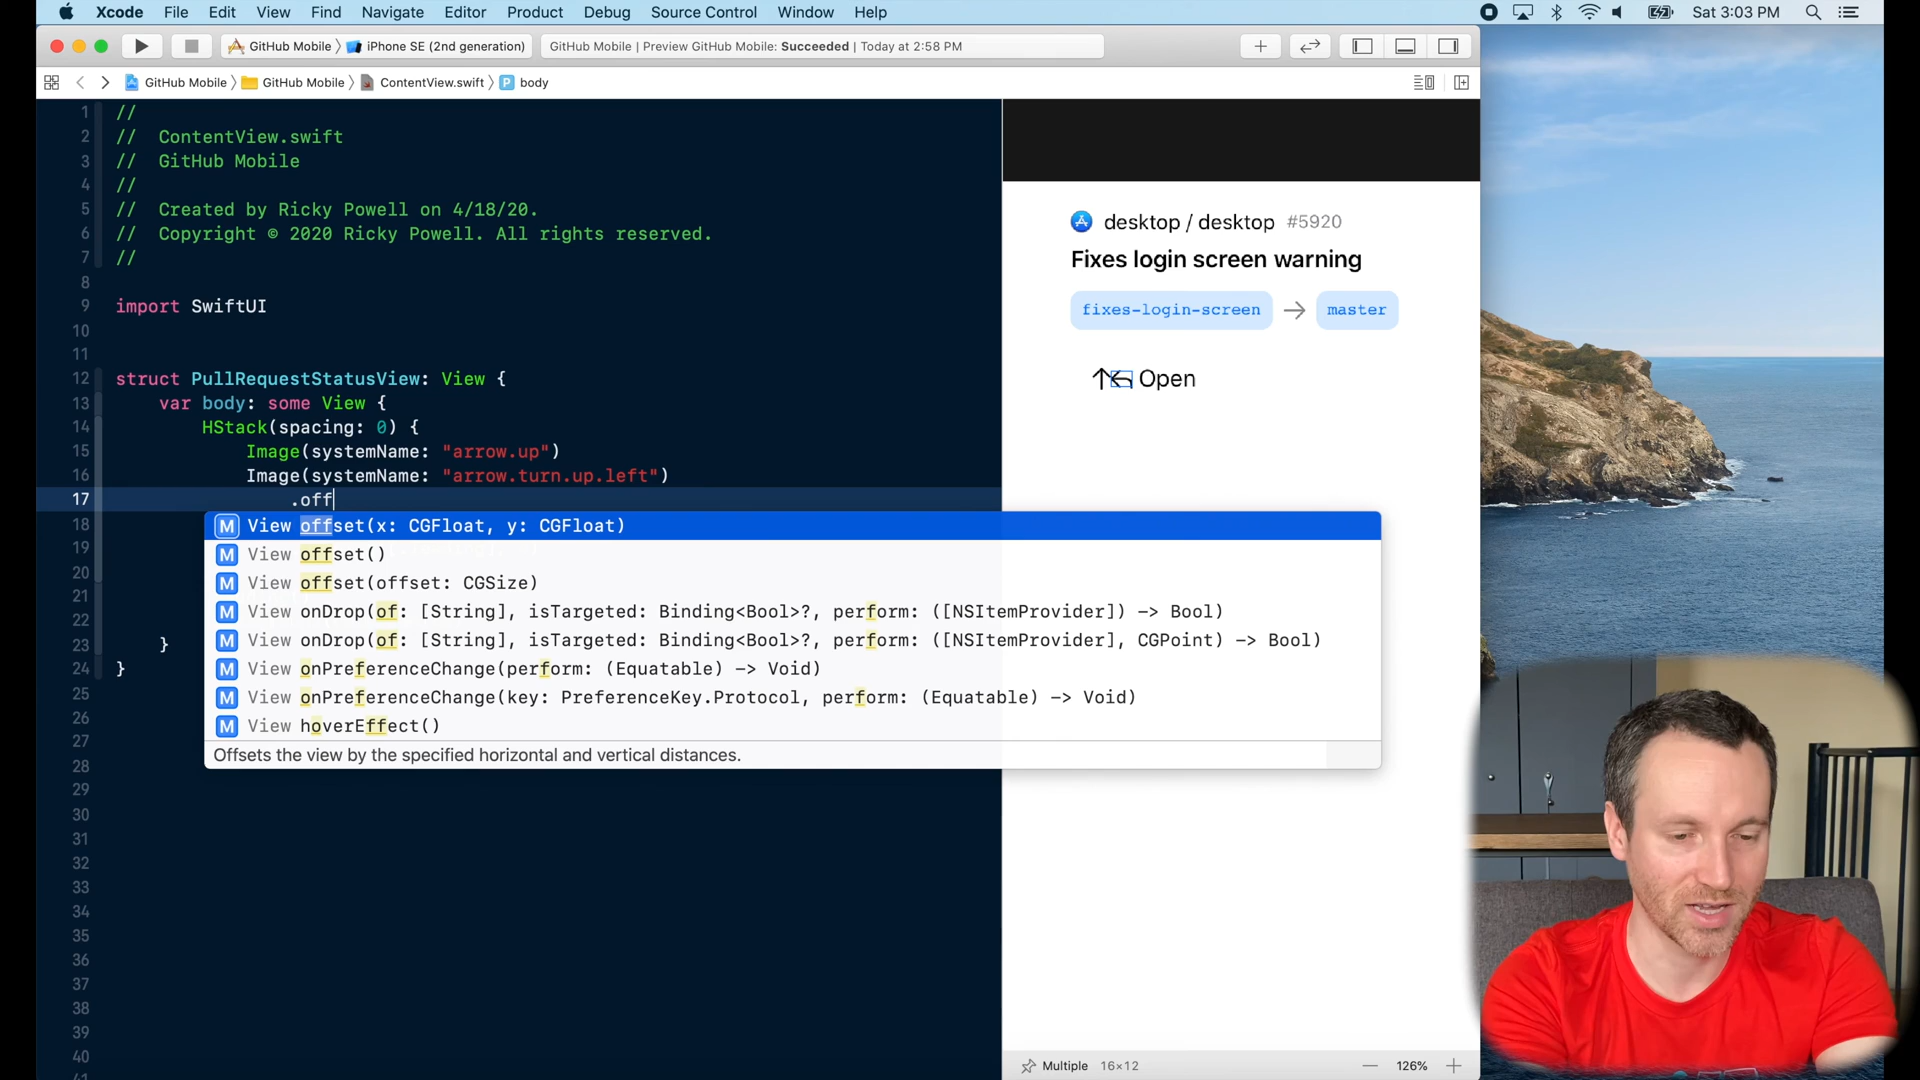 Xcode File Edit View Find Navigate Editor Product Debug Source Control Window Help Sat 3:03 PM
GitHub Mobile iPhone SE (2nd generation) GitHub Mobile | Preview GitHub Mobile: Succeeded | Today at 2:58 PM
GitHub Mobile GitHub Mobile ContentView.swift P body
1 //
2 // ContentView.swift
3 // GitHub Mobile
4 //
5 // Created by Ricky Powell on 4/18/20.
6 // Copyright © 2020 Ricky Powell. All rights reserved.
7 //
8
9 import SwiftUI
10
11
12 struct PullRequestStatusView: View {
13 var body: some View {
14 HStack(spacing: 0) {
15 Image(systemName: "arrow.up")
16 Image(systemName: "arrow.turn.up.left")
17 .off
18
19
20
21
22
23 }
24 }
25
26
27
28
29
30
31
32
33
34
35
36
37
38
39
40
41
M View offset(x: CGFloat, y: CGFloat)
M View offset()
M View offset(offset: CGSize)
M View onDrop(of: [String], isTargeted: Binding<Bool>?, perform: ([NSItemProvider]) -> Bool)
M View onDrop(of: [String], isTargeted: Binding<Bool>?, perform: ([NSItemProvider], CGPoint) -> Bool)
M View onPreferenceChange(perform: (Equatable) -> Void)
M View onPreferenceChange(key: PreferenceKey.Protocol, perform: (Equatable) -> Void)
M View hoverEffect()
Offsets the view by the specified horizontal and vertical distances.
desktop / desktop #5920
Fixes login screen warning
fixes-login-screen → master
Open
Multiple 16×12 126%